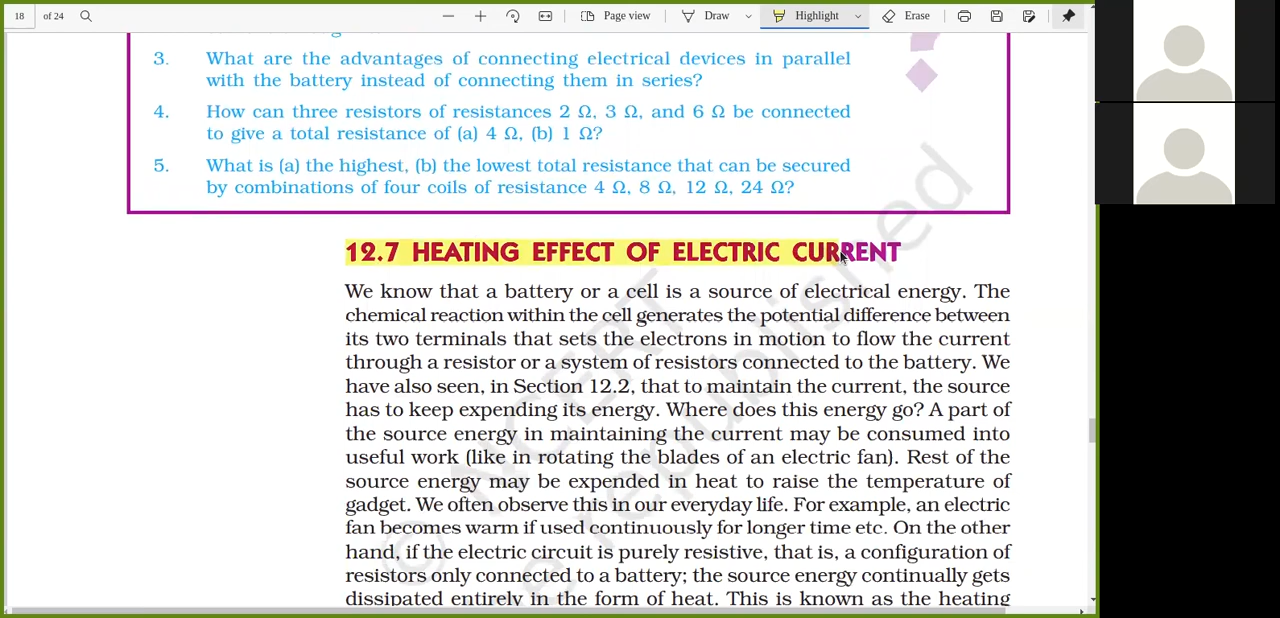 18 of 24 Page view Draw Highlight Erase
3. What are the advantages of connecting electrical devices in parallel
with the battery instead of connecting them in series?
4. How can three resistors of resistances 2 Ω, 3 Ω, and 6 Ω be connected
to give a total resistance of (a) 4 Ω, (b) 1 Ω?
5. What is (a) the highest, (b) the lowest total resistance that can be secured
by combinations of four coils of resistance 4 Ω, 8 Ω, 12 Ω, 24 Ω?
12.7 HEATING EFFECT OF ELECTRIC CURRENT
We know that a battery or a cell is a source of electrical energy. The
chemical reaction within the cell generates the potential difference between
its two terminals that sets the electrons in motion to flow the current
through a resistor or a system of resistors connected to the battery. We
have also seen, in Section 12.2, that to maintain the current, the source
has to keep expending its energy. Where does this energy go? A part of
the source energy in maintaining the current may be consumed into
useful work (like in rotating the blades of an electric fan). Rest of the
source energy may be expended in heat to raise the temperature of
gadget. We often observe this in our everyday life. For example, an electric
fan becomes warm if used continuously for longer time etc. On the other
hand, if the electric circuit is purely resistive, that is, a configuration of
resistors only connected to a battery; the source energy continually gets
dissipated entirely in the form of heat. This is known as the heating
© NCERT
republished